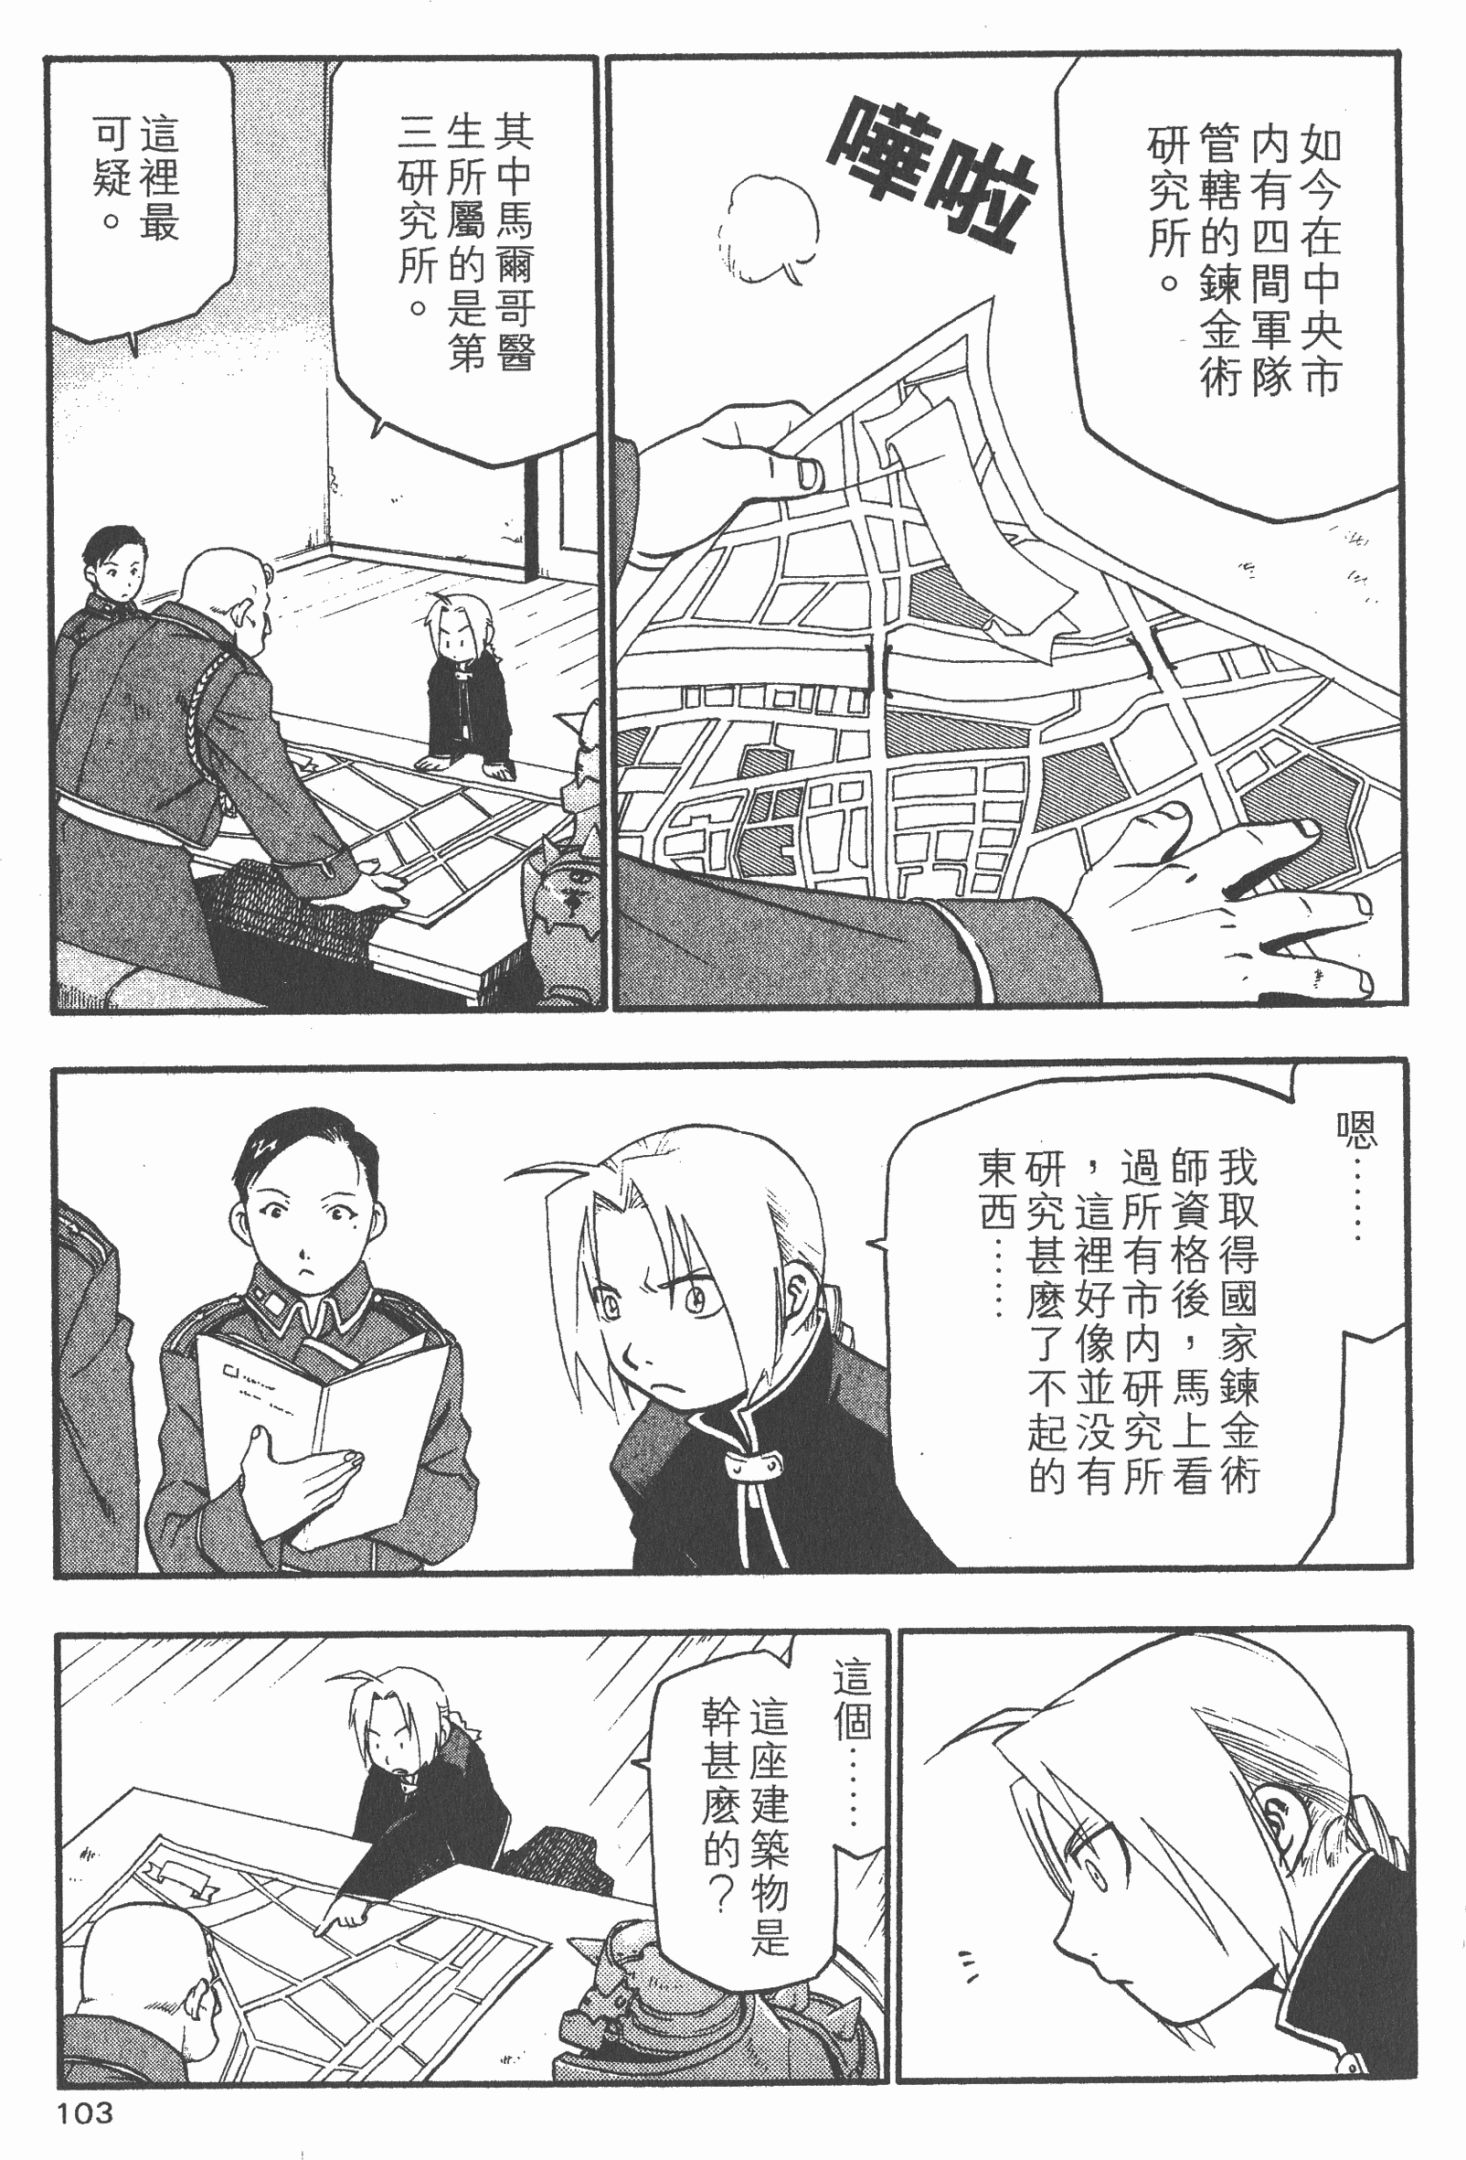 如今在中央市
内有四間軍隊
管轄的鍊金術
研究所。
嘩啦
其中馬爾哥醫
生所屬的是第
三研究所。
這裡最
可疑。
嗯……
我取得國家鍊金術
師資格後，馬上看
過所有市内研究所
，這裡好像並没有
研究甚麼了不起的
東西……
這個……
這座建築物是
幹甚麼的？
103